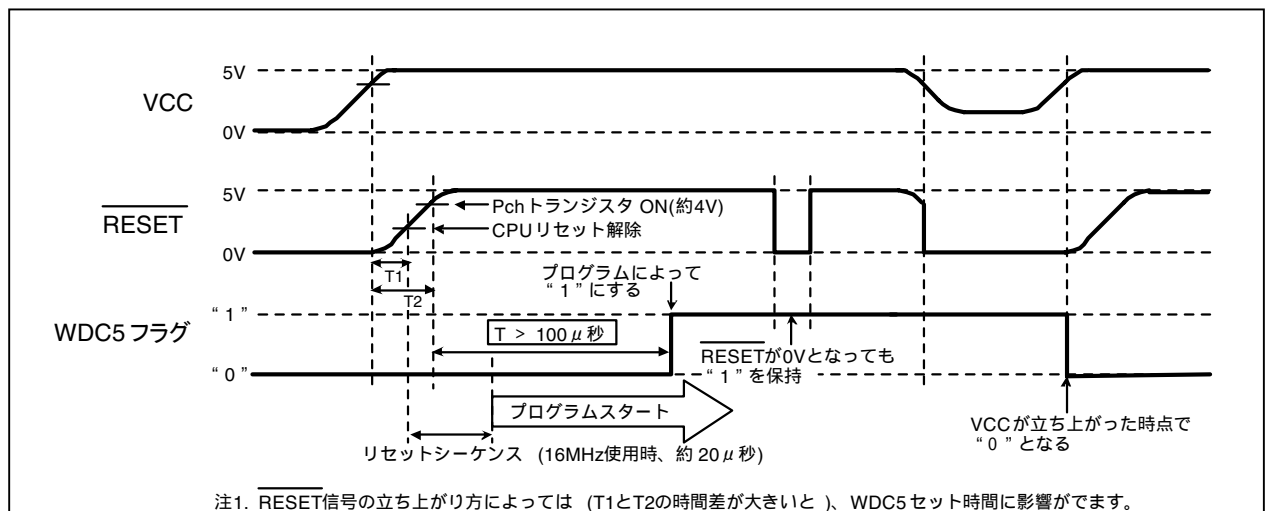 5V
VCC
0V
5V
RESET
Pchトランジスタ ON(約4V)
CPUリセット解除
0V
T1
T2
プログラムによって
“1”にする
“1”
WDC5フラグ
T > 100μ秒
RESETが0Vとなっても
“1”を保持
“0”
プログラムスタート
VCCが立ち上がった時点で
“0”となる
リセットシーケンス (16MHz使用時、約20μ秒)
注1. RESET信号の立ち上がり方によっては (T1とT2の時間差が大きいと )、WDC5セット時間に影響がでます。